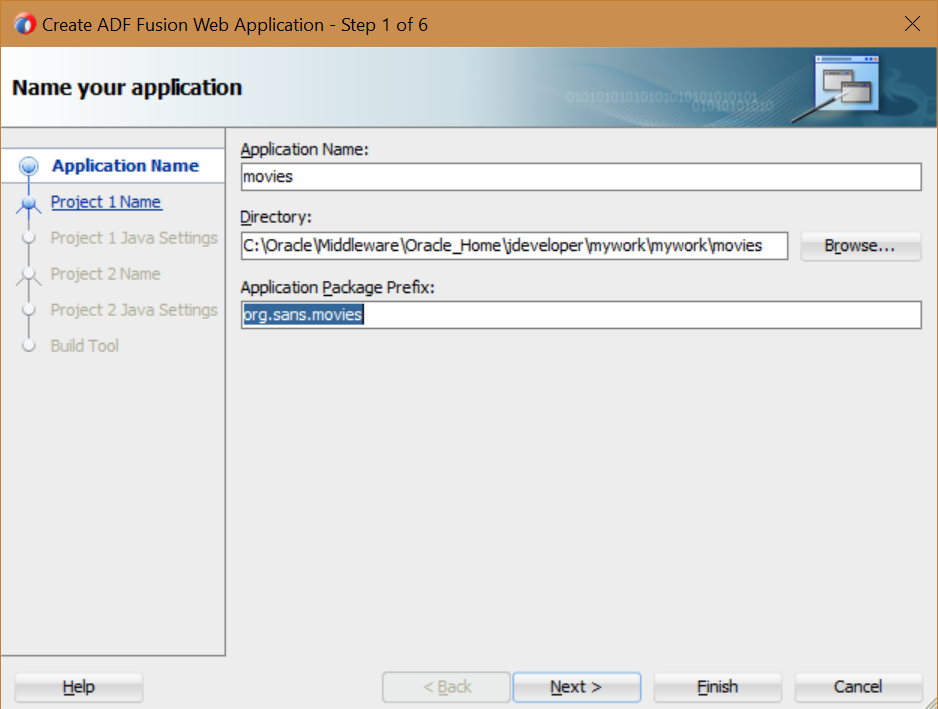 Create ADF Fusion Web Application - Step 1 of 6
Name your application
010101010101010101010101010101
01010101010
Application Name
Project 1 Name
Project 1 Java Settings
Project 2 Name
Project 2 Java Settings
Build Tool
Application Name:
movies
Directory:
C:\Oracle\Middleware\Oracle_Home\jdeveloper\mywork\mywork\movies
Browse...
Application Package Prefix:
org.sans.movies
Help
< Back
Next >
Finish
Cancel